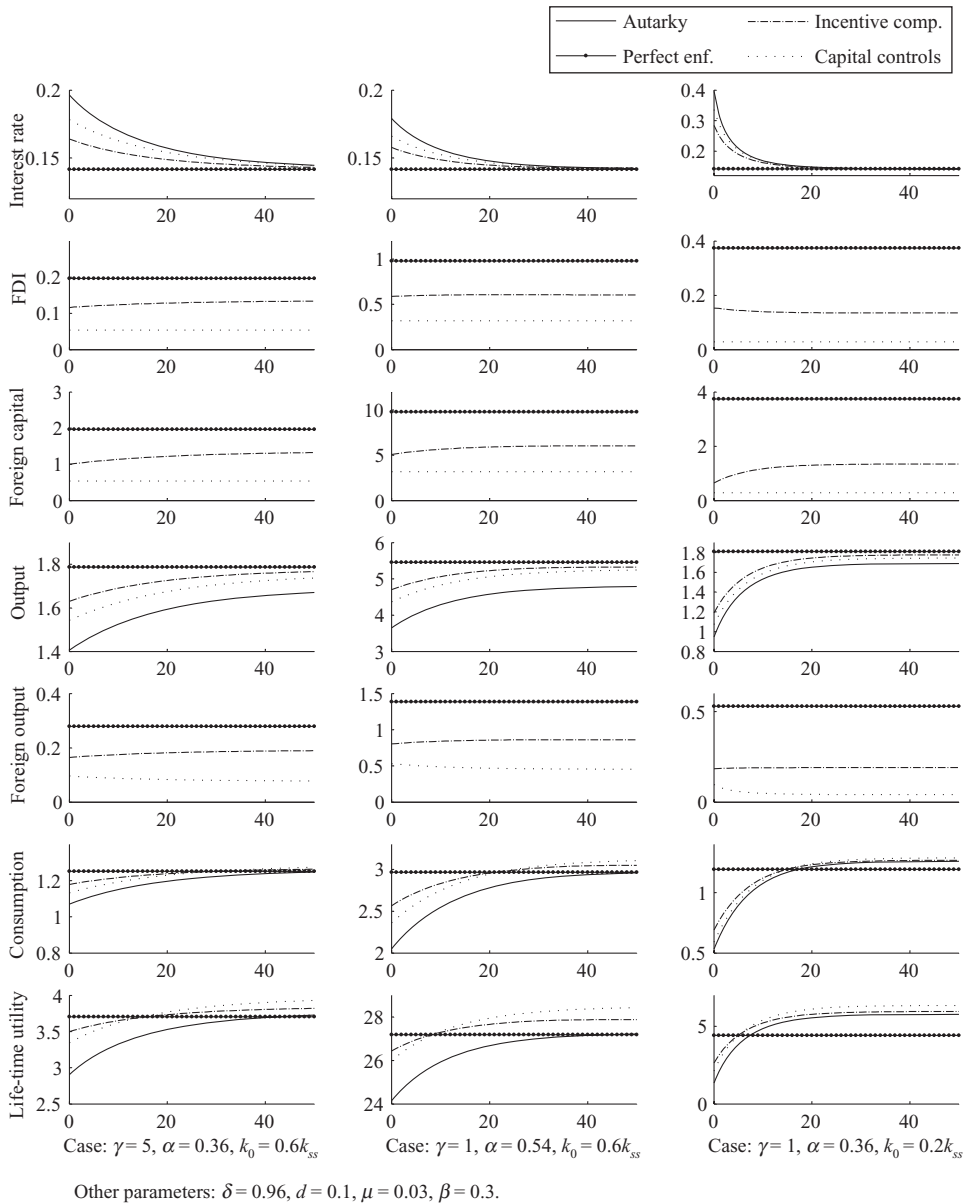 Autarky
Incentive comp.
Perfect enf.
Capital controls
Interest rate
0.2
0.15
0 20 40
0.2
0.15
0 20 40
0.4
0.3
0.2
0 20 40
FDI
0.2
0.1
0
0 20 40
1
0.5
0
0 20 40
0.4
0.2
0
0 20 40
Foreign capital
3
2
1
0
0 20 40
10
5
0
0 20 40
4
2
0
0 20 40
Output
1.8
1.6
1.4
0 20 40
6
5
4
3
0 20 40
1.8
1.6
1.4
1.2
1
0.8
0 20 40
Foreign output
0.4
0.2
0
0 20 40
1.5
1
0.5
0
0 20 40
0.5
0
0 20 40
Consumption
1.2
1
0.8
0 20 40
3
2.5
2
0 20 40
1
0.5
0 20 40
Life-time utility
4
3.5
3
2.5
0 20 40
28
26
24
0 20 40
5
0
0 20 40
Case: γ = 5, α = 0.36, k₀ = 0.6kₛₛ
Case: γ = 1, α = 0.54, k₀ = 0.6kₛₛ
Case: γ = 1, α = 0.36, k₀ = 0.2kₛₛ
Other parameters: δ = 0.96, d = 0.1, μ = 0.03, β = 0.3.